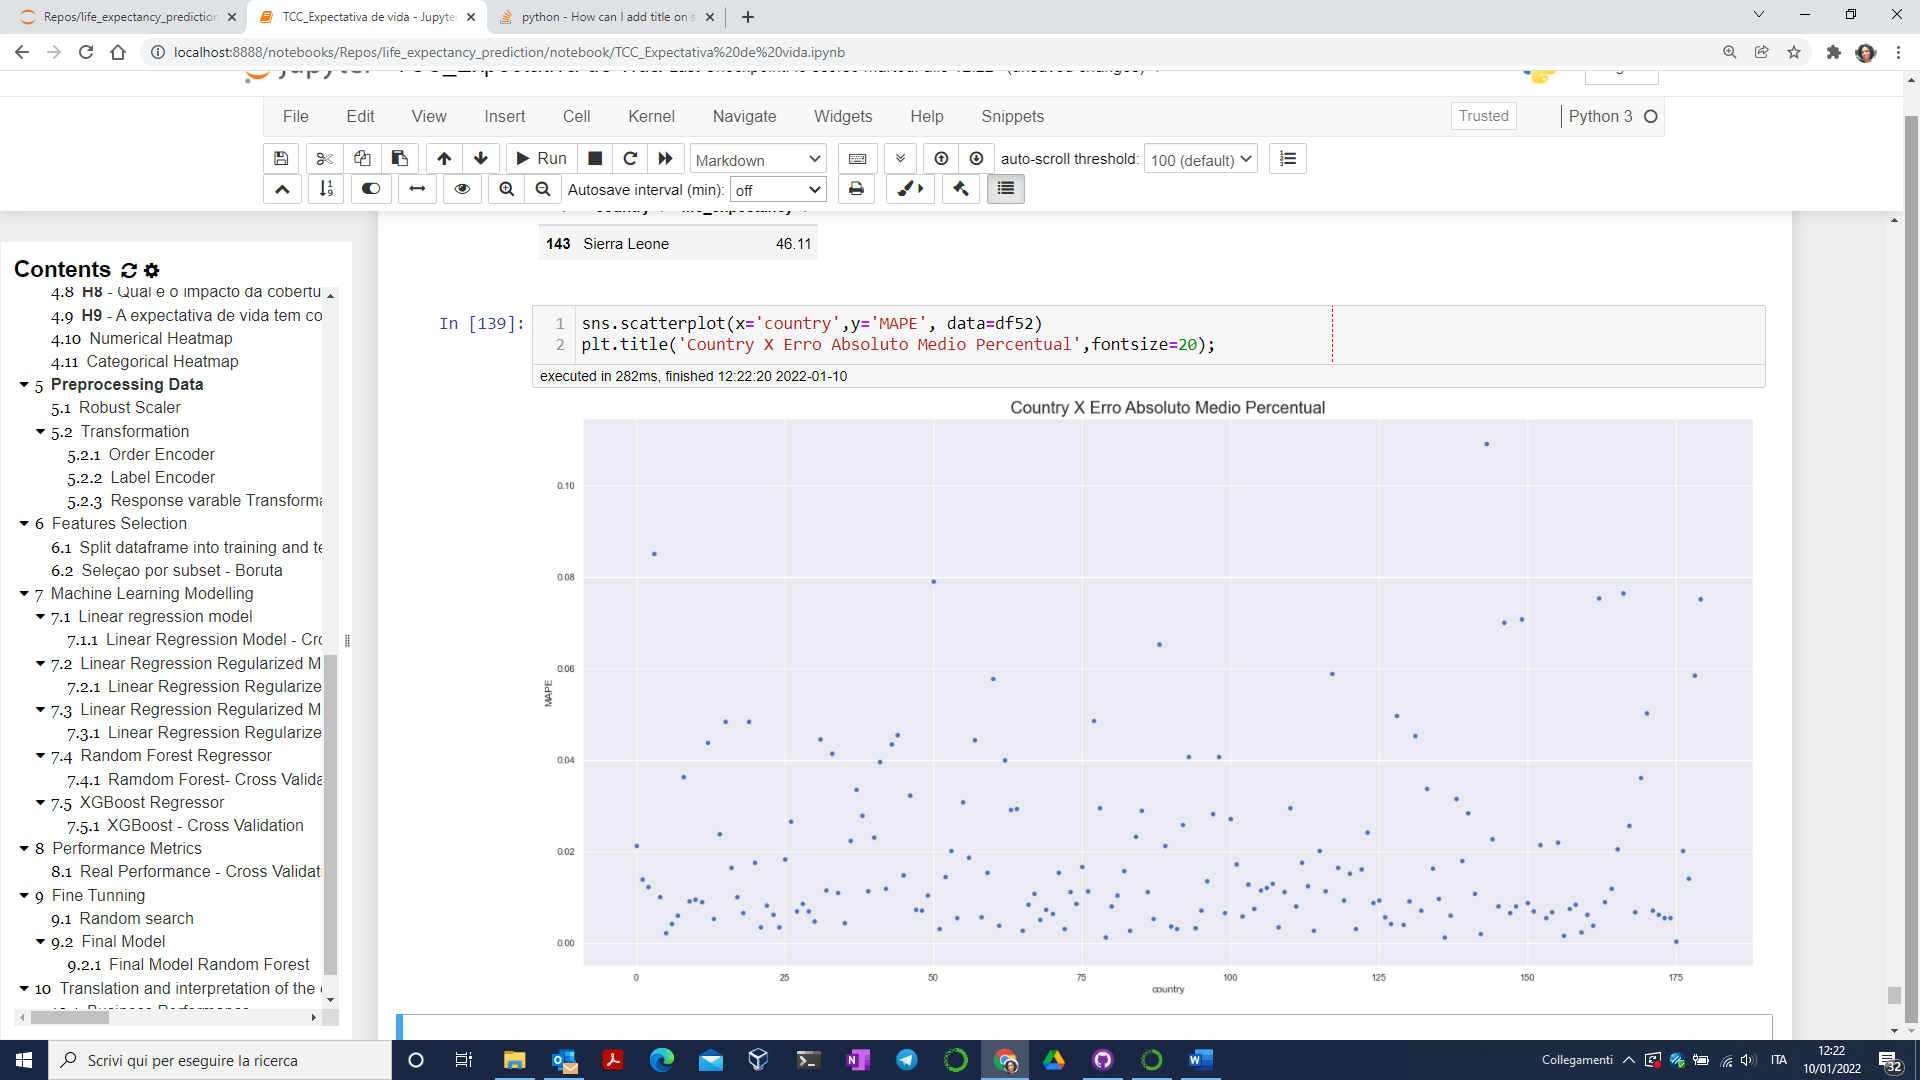 Repos/life_expectancy_prediction
TCC_Expectativa de vida - Jupyte
python - How can I add title on s
localhost:8888/notebooks/Repos/life_expectancy_prediction/notebook/TCC_Expectativa%20de%20vida.ipynb
File Edit View Insert Cell Kernel Navigate Widgets Help Snippets
Trusted
Python 3
Run
Markdown
auto-scroll threshold:
100 (default)
Autosave interval (min):
off
143 Sierra Leone 46.11
Contents
4.8 H8 - Qual e o impacto da cobertu
4.9 H9 - A expectativa de vida tem co
4.10 Numerical Heatmap
4.11 Categorical Heatmap
5 Preprocessing Data
5.1 Robust Scaler
5.2 Transformation
5.2.1 Order Encoder
5.2.2 Label Encoder
5.2.3 Response varable Transforma
6 Features Selection
6.1 Split dataframe into training and te
6.2 Seleçao por subset - Boruta
7 Machine Learning Modelling
7.1 Linear regression model
7.1.1 Linear Regression Model - Cro
7.2 Linear Regression Regularized M
7.2.1 Linear Regression Regularize
7.3 Linear Regression Regularized M
7.3.1 Linear Regression Regularize
7.4 Random Forest Regressor
7.4.1 Ramdom Forest- Cross Valida
7.5 XGBoost Regressor
7.5.1 XGBoost - Cross Validation
8 Performance Metrics
8.1 Real Performance - Cross Validat
9 Fine Tunning
9.1 Random search
9.2 Final Model
9.2.1 Final Model Random Forest
10 Translation and interpretation of the
In [139]:
1 sns.scatterplot(x='country',y='MAPE', data=df52)
2 plt.title('Country X Erro Absoluto Medio Percentual',fontsize=20);
executed in 282ms, finished 12:22:20 2022-01-10
Country X Erro Absoluto Medio Percentual
0.10
0.08
0.06
MAPE
0.04
0.02
0.00
0 25 50 75 100 125 150 175
country
Scrivi qui per eseguire la ricerca
Collegamenti
ITA
12:22
10/01/2022
32